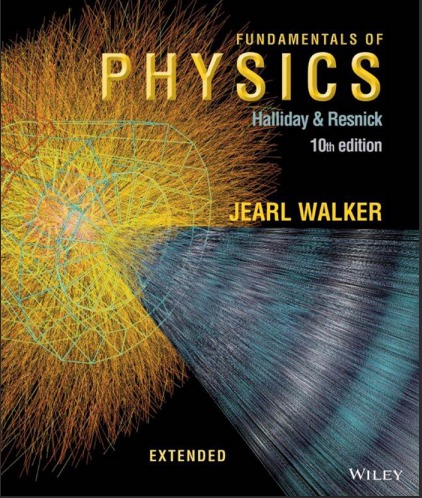 FUNDAMENTALS OF
PHYSICS
Halliday & Resnick
10th edition
JEARL WALKER
EXTENDED
WILEY